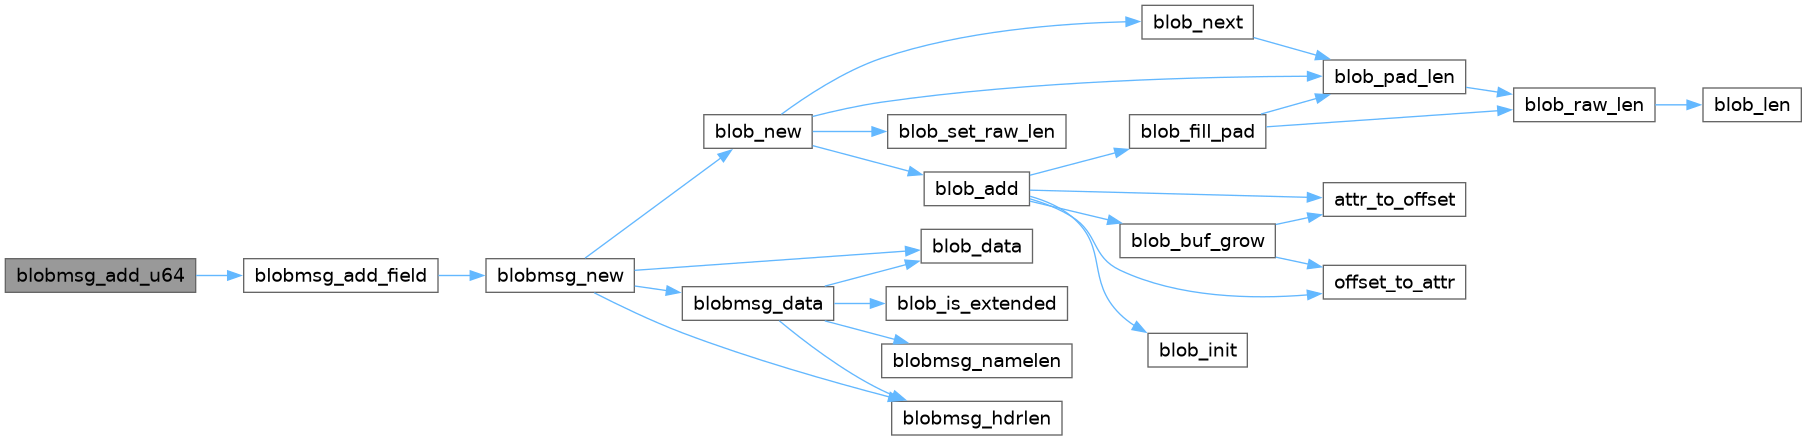 blobmsg_add_u64
blobmsg_add_field
blobmsg_new
blob_new
blob_next
blob_pad_len
blob_raw_len
blob_len
blob_set_raw_len
blob_fill_pad
blob_add
attr_to_offset
blob_buf_grow
offset_to_attr
blob_init
blob_data
blobmsg_data
blob_is_extended
blobmsg_namelen
blobmsg_hdrlen